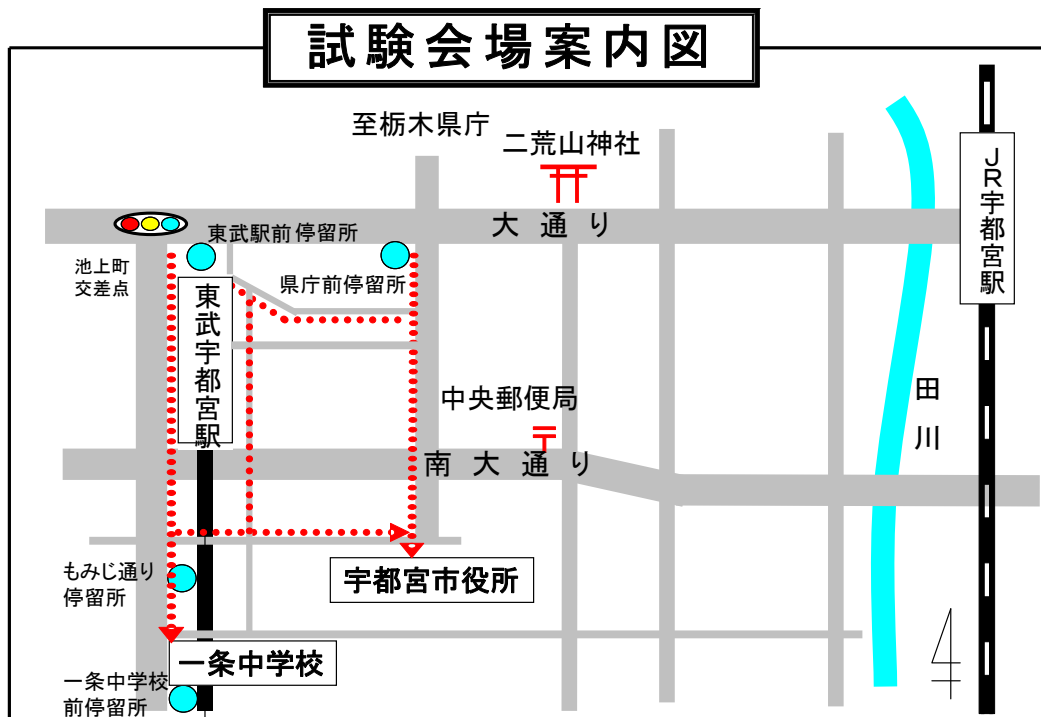 試験会場案内図
至栃木県庁
二荒山神社
大通り
JR宇都宮駅
東武駅前停留所
池上町
交差点
県庁前停留所
東武宇都宮駅
中央郵便局
田川
南大通り
もみじ通り
停留所
宇都宮市役所
一条中学校
一条中学校
前停留所